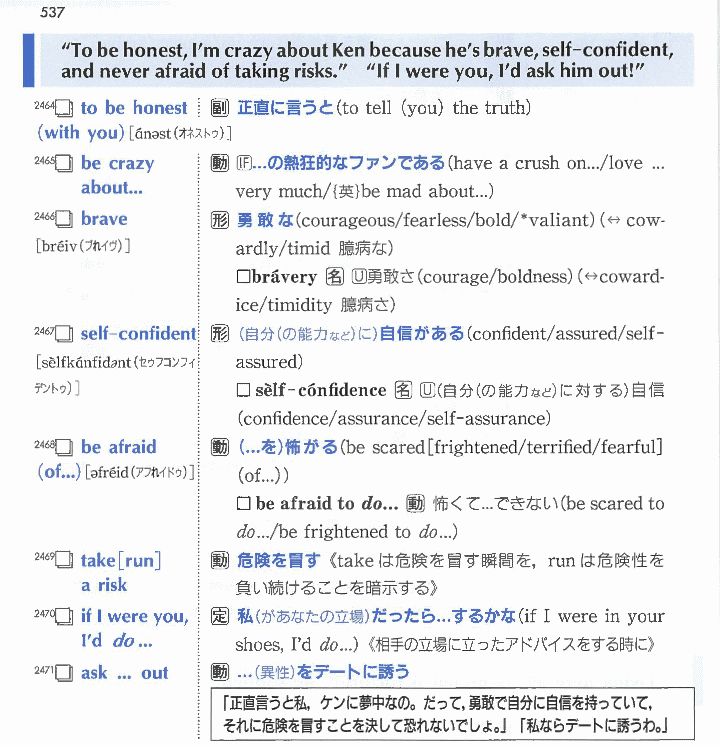 537
“To be honest, I’m crazy about Ken because he’s brave, self-confident,
and never afraid of taking risks.” “If I were you, I’d ask him out!”
2464 □ to be honest (副) 正直に言うと(to tell (you) the truth)
(with you) [ánəst(オネストゥ)]
2465 □ be crazy (動) (IF)…の熱狂的なファンである(have a crush on…/love …
about… very much/{英}be mad about…)
2466 □ brave (形) 勇敢な(courageous/fearless/bold/*valiant) (↔ cow-
[bréiv(ブれイヴ)] ardly/timid 臆病な)
□brávery (名) (U)勇敢さ(courage/boldness) (↔coward-
ice/timidity 臆病さ)
2467 □ self-confident (形) (自分(の能力など)に)自信がある(confident/assured/self-
[sèlfkɑ́nfidənt(セゥフコンフィ assured)
デントゥ)] □ sèlf-cónfidence (名) (U)(自分(の能力など)に対する)自信
(confidence/assurance/self-assurance)
2468 □ be afraid (動) (…を)怖がる(be scared[frightened/terrified/fearful]
(of…) [əfréid(アフれイドゥ)] (of…))
□ be afraid to do… (動) 怖くて…できない(be scared to
do…/be frightened to do…)
2469 □ take[run] (動) 危険を冒す《takeは危険を冒す瞬間を, runは危険性を
a risk 負い続けることを暗示する》
2470 □ if I were you, (定) 私(があなたの立場)だったら…するかな(if I were in your
I’d do … shoes, I’d do…)《相手の立場に立ったアドバイスをする時に》
2471 □ ask … out (動) …(異性)をデートに誘う
「正直言うと私, ケンに夢中なの。だって, 勇敢で自分に自信を持っていて,
それに危険を冒すことを決して恐れないでしょ。」「私ならデートに誘うわ。」